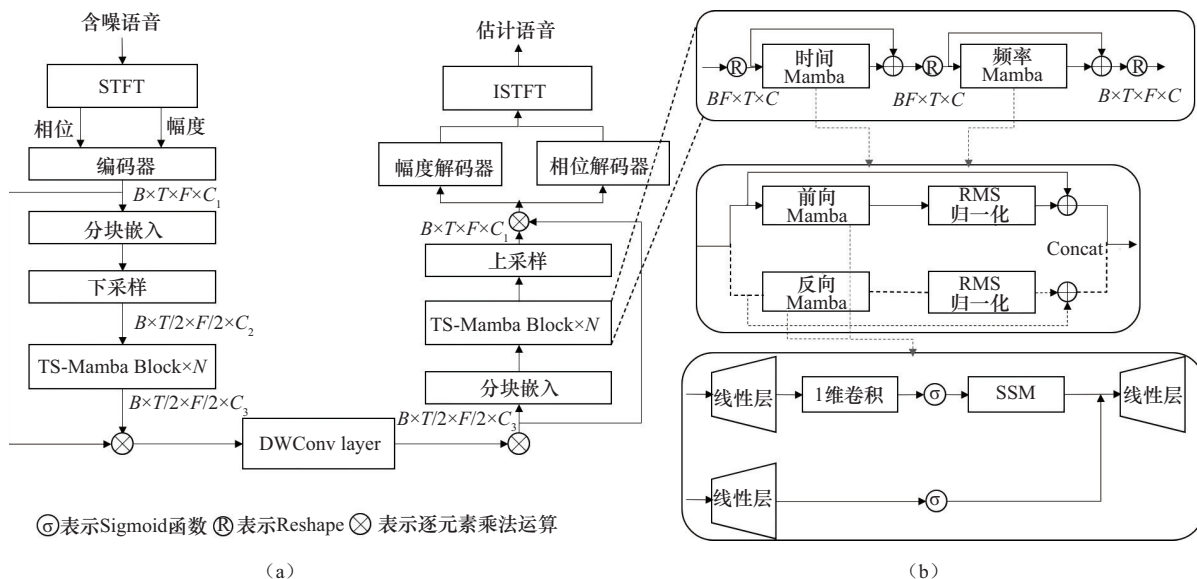 含噪语音
STFT
相位
幅度
编码器
B×T×F×C₁
分块嵌入
下采样
B×T/2×F/2×C₂
TS-Mamba Block×N
B×T/2×F/2×C₃
DWConv layer
估计语音
ISTFT
幅度解码器
相位解码器
B×T×F×C₁
上采样
TS-Mamba Block×N
分块嵌入
B×T/2×F/2×C₃
σ表示Sigmoid函数 R表示Reshape ⊗ 表示逐元素乘法运算
(a)
R
时间
Mamba
R
频率
Mamba
R
BF×T×C
BF×T×C
B×T×F×C
前向
Mamba
RMS
归一化
Concat
反向
Mamba
RMS
归一化
线性层
1维卷积
σ
SSM
线性层
线性层
σ
(b)